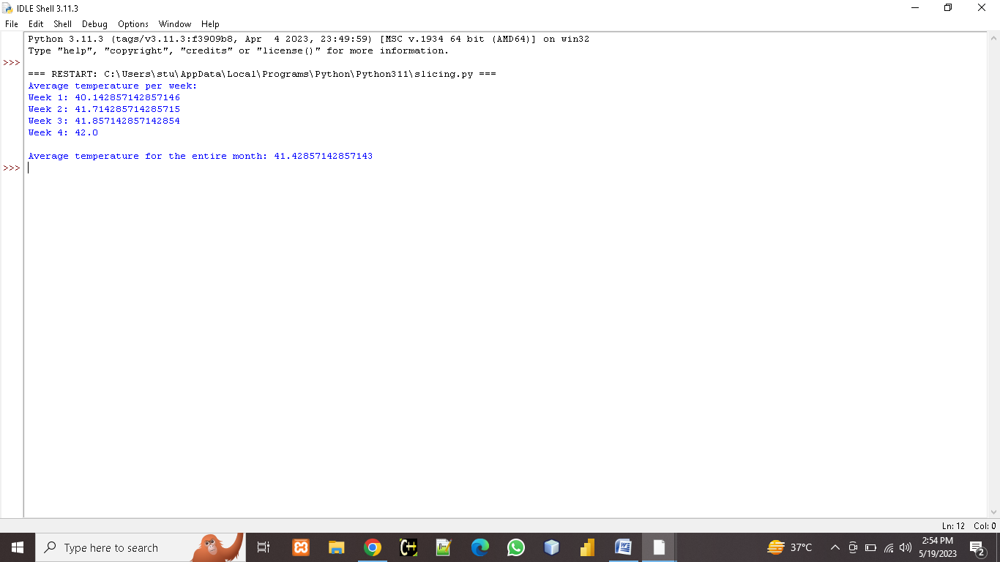 IDLE Shell 3.11.3
File Edit Shell Debug Options Window Help
Python 3.11.3 (tags/v3.11.3:f3909b8, Apr  4 2023, 23:49:59) [MSC v.1934 64 bit (AMD64)] on win32
Type "help", "copyright", "credits" or "license()" for more information.
>>>
=== RESTART: C:\Users\stu\AppData\Local\Programs\Python\Python311\slicing.py ===
Average temperature per week:
Week 1: 40.142857142857146
Week 2: 41.714285714285715
Week 3: 41.857142857142854
Week 4: 42.0
Average temperature for the entire month: 41.42857142857143
>>>
Ln: 12 Col: 0
Type here to search
C++
37°C
2:54 PM
5/19/2023
2